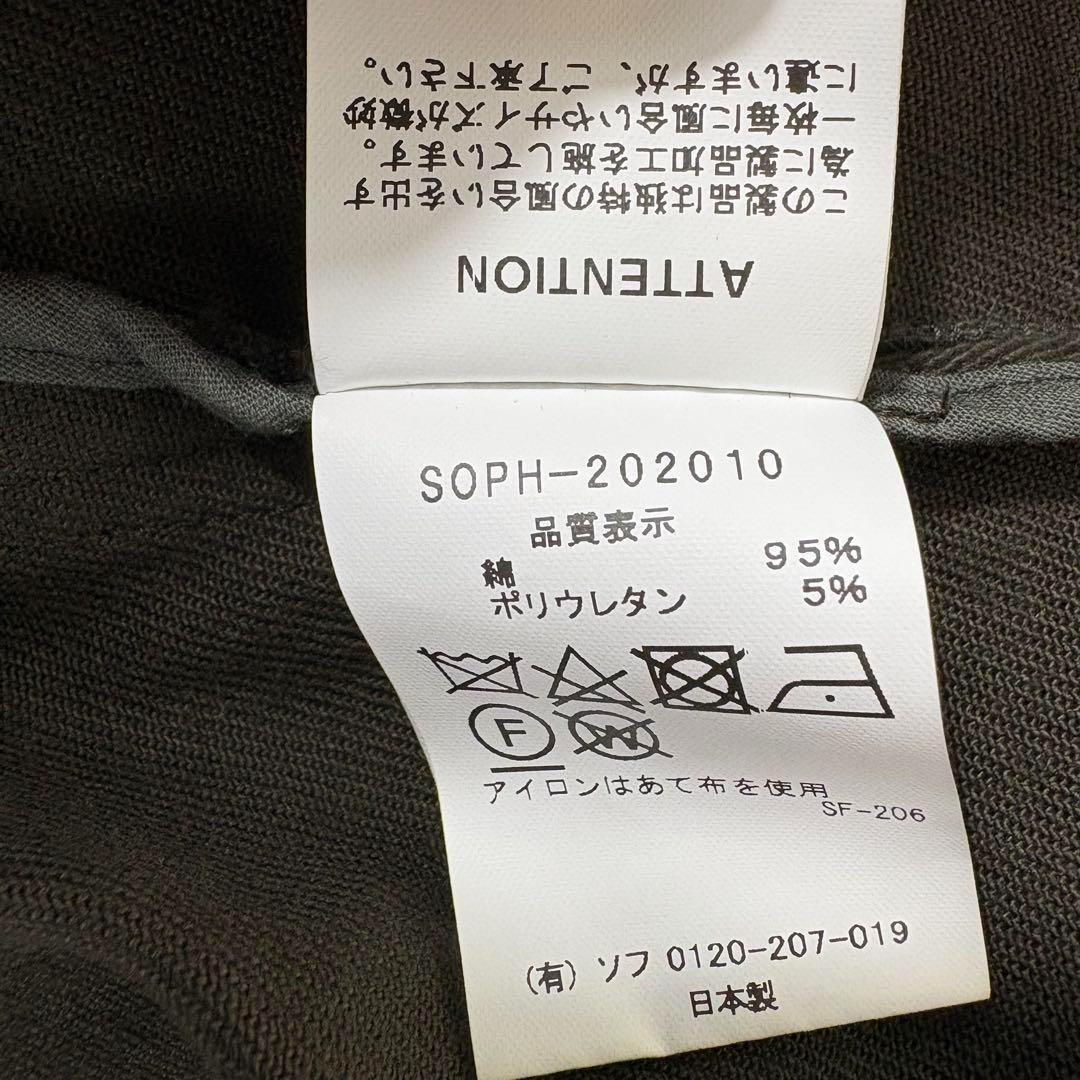 ATTENTION
この製品は独特の風合いを出す
為に製品加工を施しています。
一枚毎に風合いやサイズが微妙
に違いますが、ご了承下さい。
SOPH-202010
品質表示
綿 95%
ポリウレタン 5%
F
W
アイロンはあて布を使用
SF-206
(有) ソフ 0120-207-019
日本製